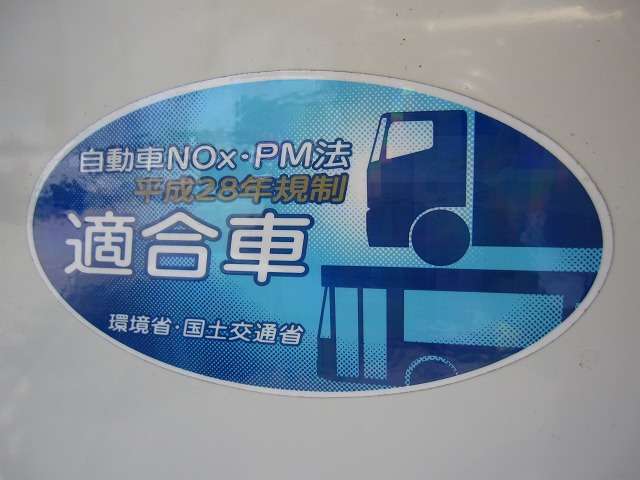 自動車NOx・PM法
平成28年規制
適合車
環境省・国土交通省